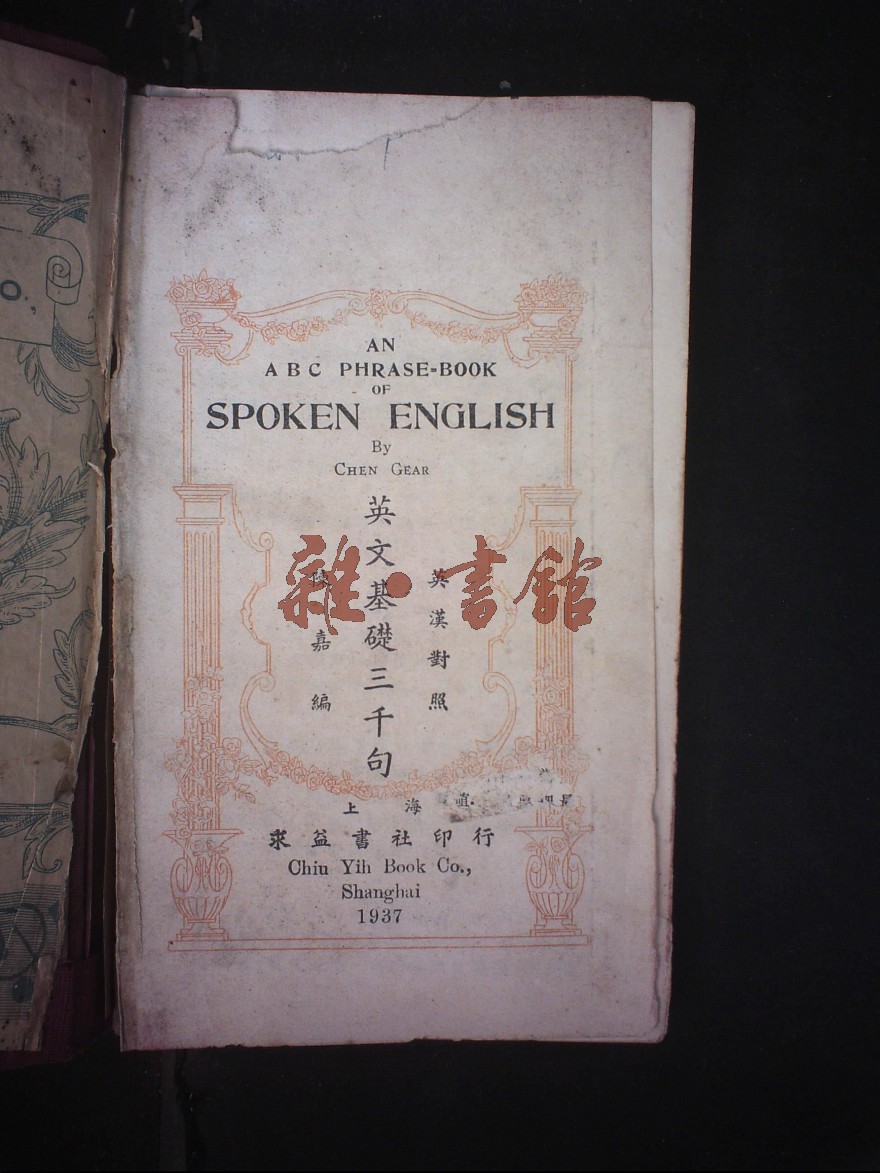 O.
AN
A B C PHRASE-BOOK
OF
SPOKEN ENGLISH
By
CHEN GEAR
英漢對照
英文基礎三千句
陳嘉編
雜·書館
上海
求益書社印行
Chiu Yih Book Co.,
Shanghai
1937